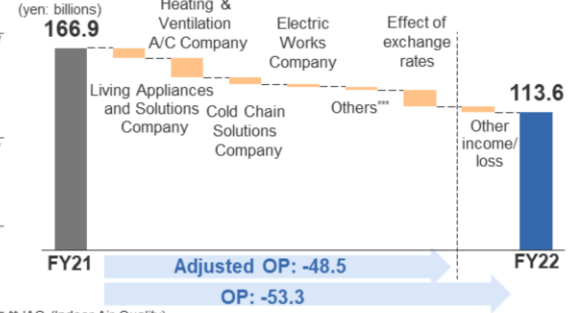 (yen: billions)
166.9
Heating &
Ventilation
A/C Company
Electric
Works
Company
Effect of
exchange
rates
113.6
Living Appliances
and Solutions
Company
Cold Chain
Solutions
Company
Others***
Other
income/
loss
FY21
FY22
Adjusted OP: -48.5
OP: -53.3